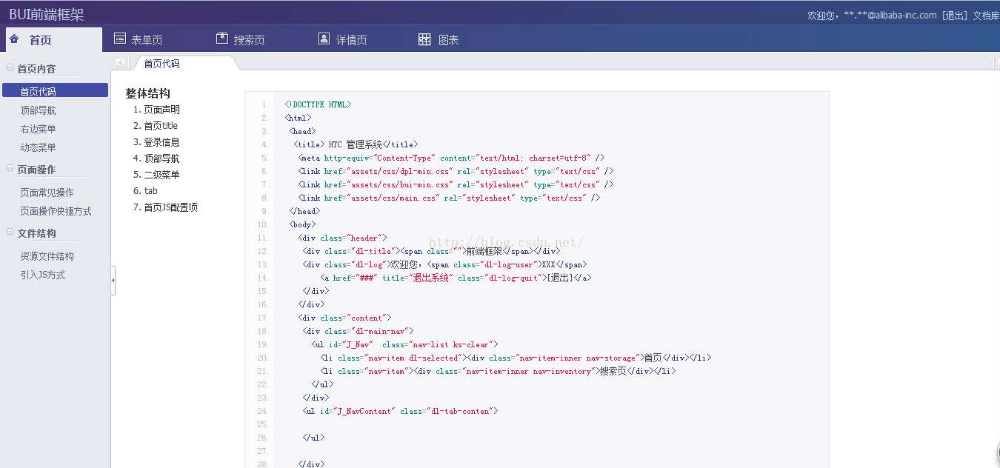 BUI前端框架
欢迎您，**.**@alibaba-inc.com [退出] 文档库
首页 表单页 搜索页 详情页 图表
首页内容
首页代码
顶部导航
右边菜单
动态菜单
页面操作
页面常见操作
页面操作快捷方式
文件结构
资源文件结构
引入JS方式
首页代码
整体结构
1. 页面声明
2. 首页title
3. 登录信息
4. 顶部导航
5. 二级菜单
6. tab
7. 首页JS配置项
1. <!DOCTYPE HTML>
2. <html>
3. <head>
4. <title> HTC 管理系统</title>
5. <meta http-equiv="Content-Type" content="text/html; charset=utf-8" />
6. <link href="assets/css/dpl-min.css" rel="stylesheet" type="text/css" />
7. <link href="assets/css/bui-min.css" rel="stylesheet" type="text/css" />
8. <link href="assets/css/main.css" rel="stylesheet" type="text/css" />
9. </head>
10. <body>
11. <div class="header">
12. <div class="dl-title"><span class="">前端框架</span></div>
13. <div class="dl-log">欢迎您，<span class="dl-log-user">XXX</span>
14. <a href="###" title="退出系统" class="dl-log-quit">[退出]</a>
15. </div>
16. </div>
17. <div class="content">
18. <div class="dl-main-nav">
19. <ul id="J_Nav"  class="nav-list ks-clear">
20. <li class="nav-item dl-selected"><div class="nav-item-inner nav-storage">首页</div></li>
21. <li class="nav-item"><div class="nav-item-inner nav-inventory">搜索页</div></li>
22. </ul>
23. </div>
24. <ul id="J_NavContent" class="dl-tab-conten">
25.
26. </ul>
27.
28. </div>
http://blog.csdn.net/